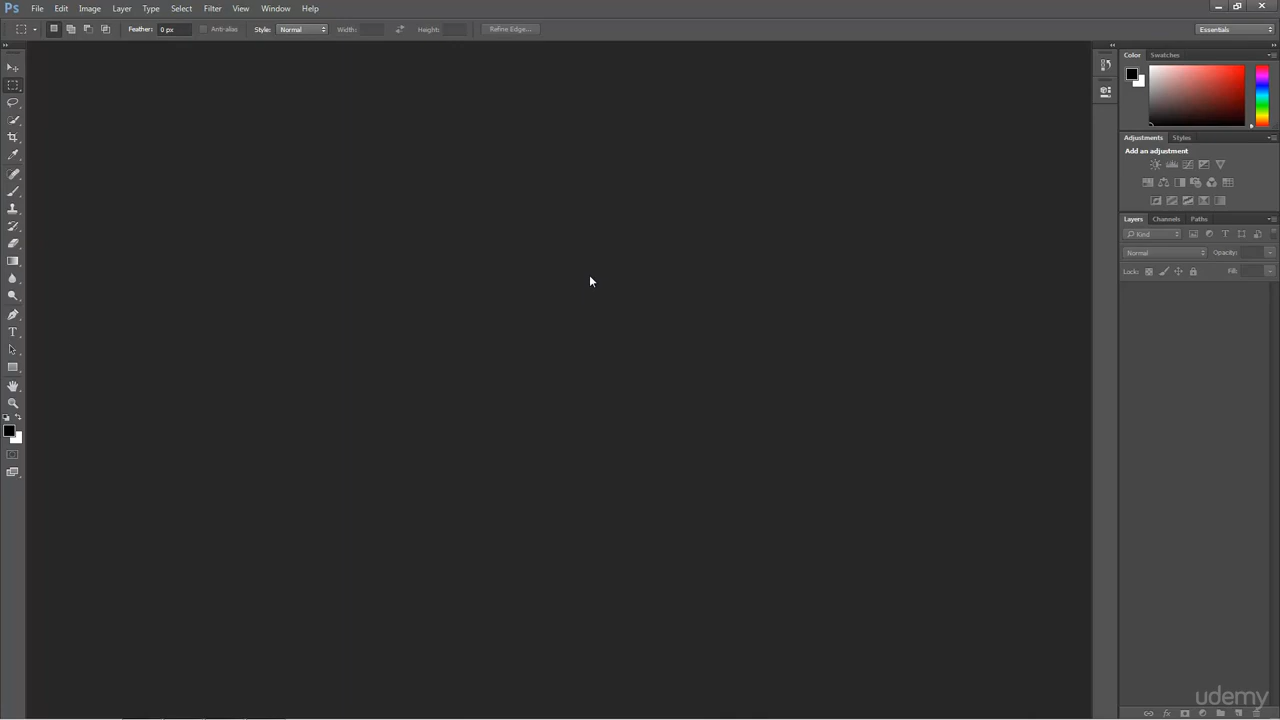 Ps File Edit Image Layer Type Select Filter View Window Help
Feather: 0 px Anti-alias Style: Normal Width: Height: Refine Edge... Essentials
Color Swatches
Adjustments Styles
Add an adjustment
Layers Channels Paths
Kind
Normal Opacity:
Lock: Fill:
T
fx
udemy